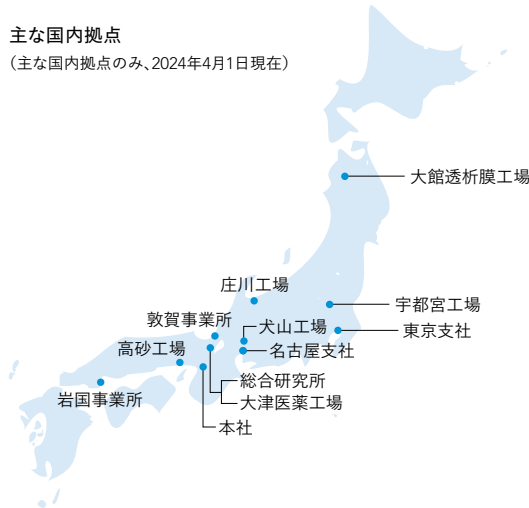 主な国内拠点
（主な国内拠点のみ、2024年4月1日現在）
大館透析膜工場
庄川工場
宇都宮工場
敦賀事業所
犬山工場
東京支社
高砂工場
名古屋支社
総合研究所
岩国事業所
大津医薬工場
本社